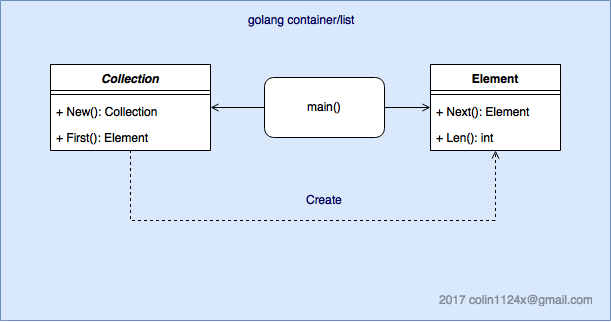 golang container/list
Collection
+ New(): Collection
+ First(): Element
main()
Element
+ Next(): Element
+ Len(): int
Create
2017 colin1124x@gmail.com